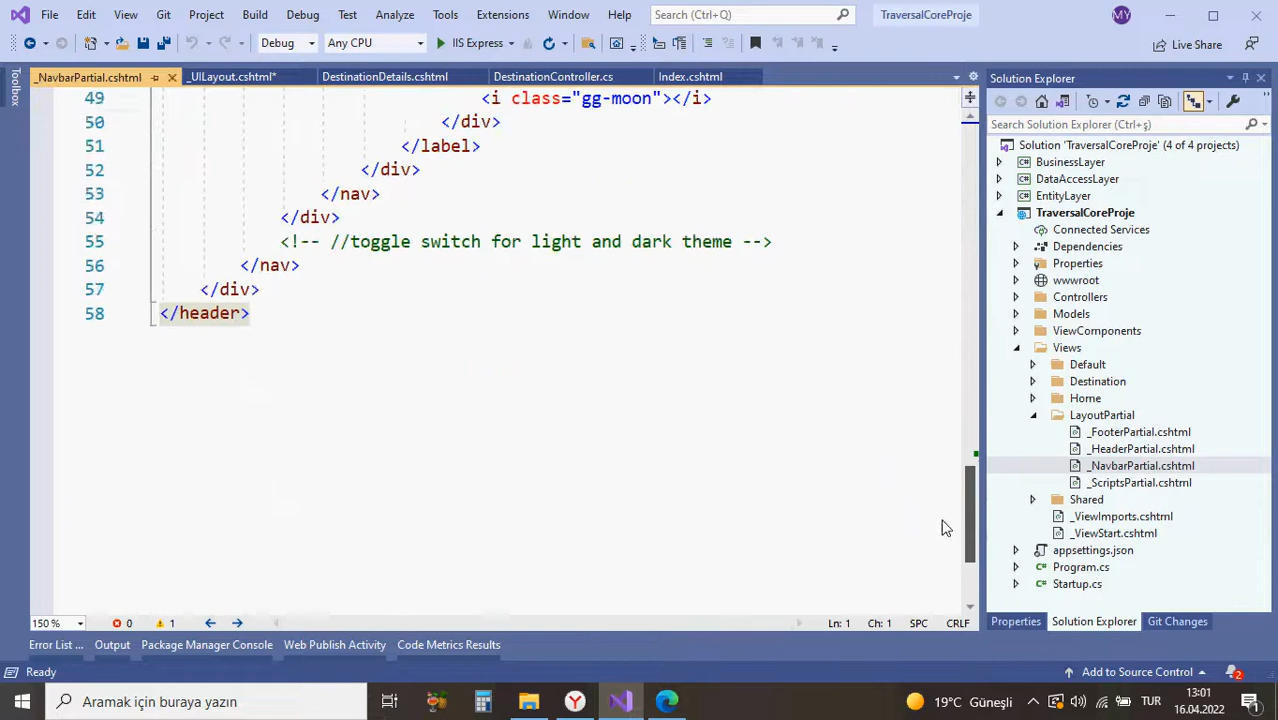 File Edit View Git Project Build Debug Test Analyze Tools Extensions Window Help Search (Ctrl+Q) TraversalCoreProje MY
Debug Any CPU IIS Express Live Share
Toolbox
_NavbarPartial.cshtml _UILayout.cshtml* DestinationDetails.cshtml DestinationController.cs Index.cshtml
49 <i class="gg-moon"></i>
50 </div>
51 </label>
52 </div>
53 </nav>
54 </div>
55 <!-- //toggle switch for light and dark theme -->
56 </nav>
57 </div>
58 </header>
150 % 0 1 Ln: 1 Ch: 1 SPC CRLF
Solution Explorer
Search Solution Explorer (Ctrl+ş)
Solution 'TraversalCoreProje' (4 of 4 projects)
BusinessLayer
DataAccessLayer
EntityLayer
TraversalCoreProje
Connected Services
Dependencies
Properties
wwwroot
Controllers
Models
ViewComponents
Views
Default
Destination
Home
LayoutPartial
_FooterPartial.cshtml
_HeaderPartial.cshtml
_NavbarPartial.cshtml
_ScriptsPartial.cshtml
Shared
_ViewImports.cshtml
_ViewStart.cshtml
appsettings.json
Program.cs
Startup.cs
Properties Solution Explorer Git Changes
Error List ... Output Package Manager Console Web Publish Activity Code Metrics Results
Ready Add to Source Control 2
Aramak için buraya yazın 19°C Güneşli TUR 13:01
16.04.2022 1